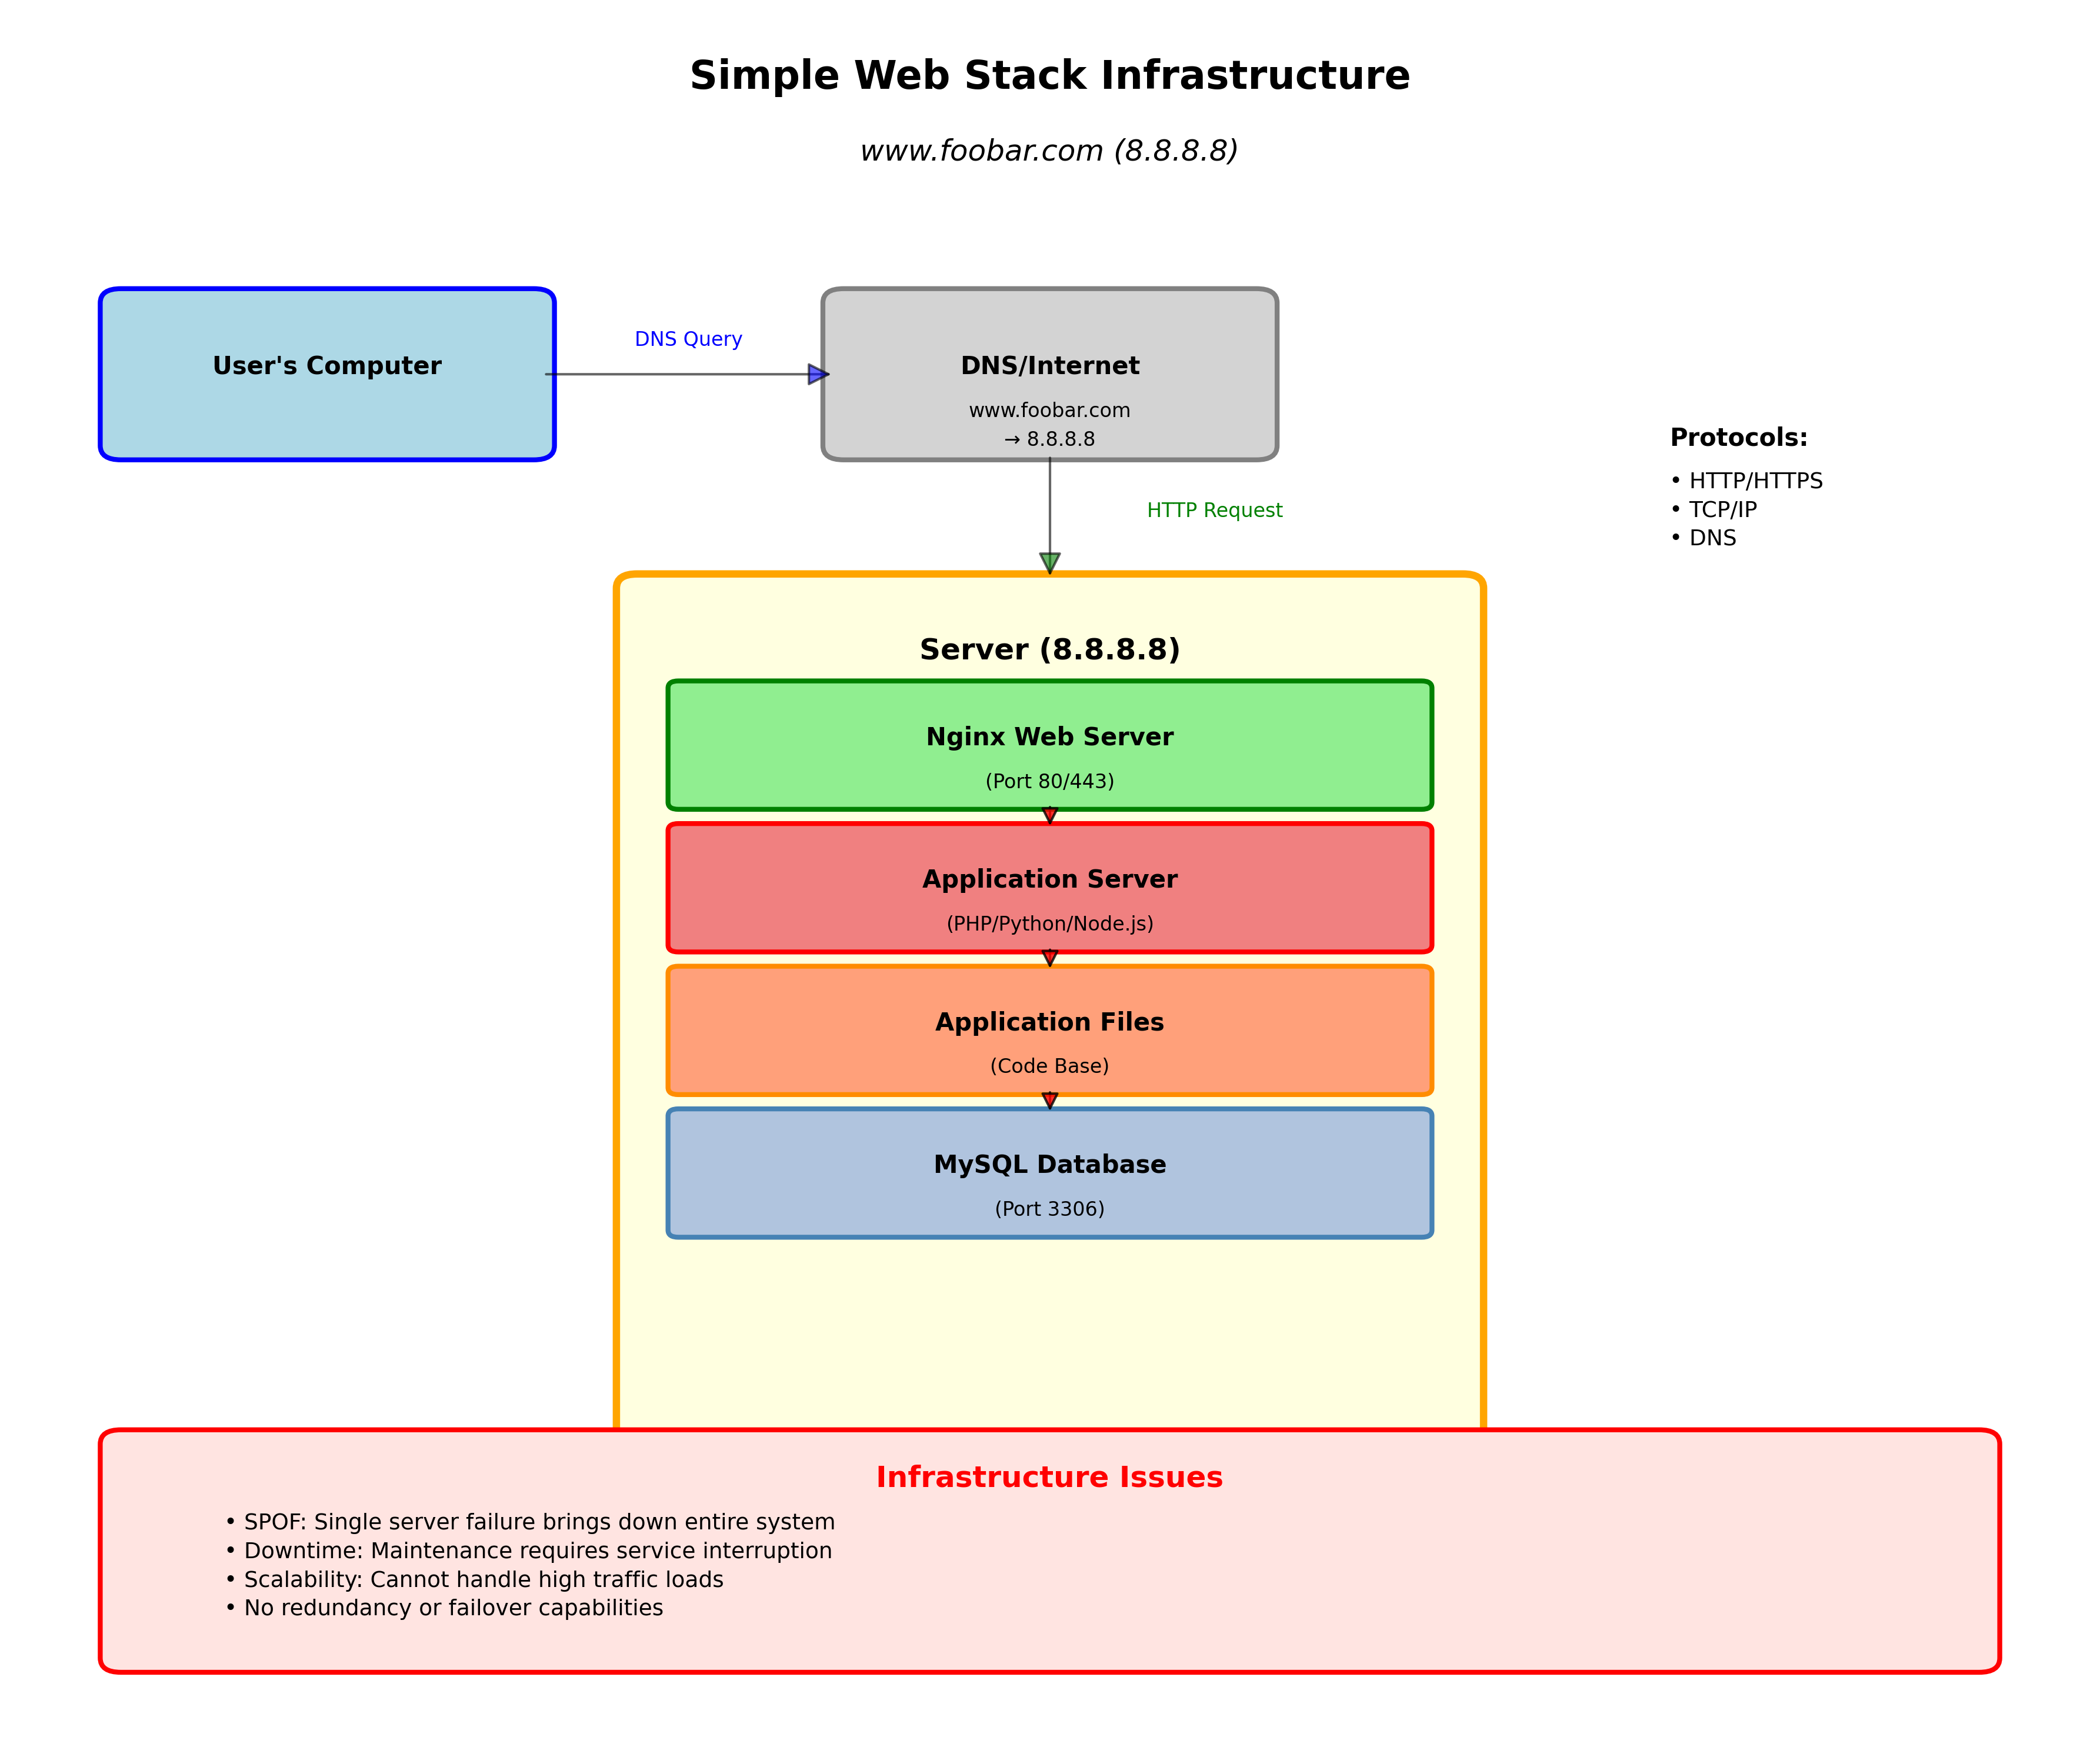 Simple Web Stack Infrastructure
www.foobar.com (8.8.8.8)
User's Computer
DNS Query
DNS/Internet
www.foobar.com
→ 8.8.8.8
HTTP Request
Protocols:
• HTTP/HTTPS
• TCP/IP
• DNS
Server (8.8.8.8)
Nginx Web Server
(Port 80/443)
Application Server
(PHP/Python/Node.js)
Application Files
(Code Base)
MySQL Database
(Port 3306)
Infrastructure Issues
• SPOF: Single server failure brings down entire system
• Downtime: Maintenance requires service interruption
• Scalability: Cannot handle high traffic loads
• No redundancy or failover capabilities